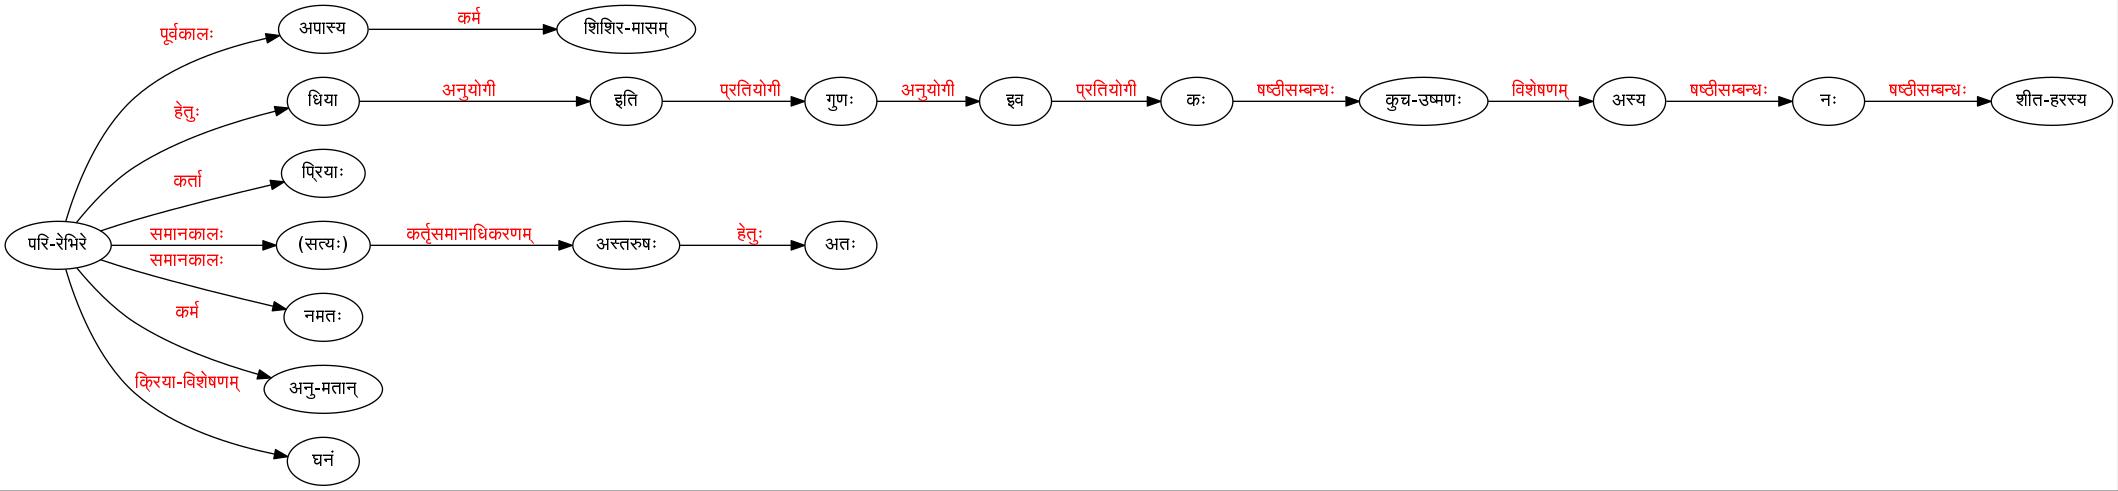 पूर्वकालः अपास्य कर्म शिशिर-मासम्
हेतुः धिया अनुयोगी इति प्रतियोगी गुणः अनुयोगी इव प्रतियोगी कः षष्ठीसम्बन्धः कुच-उष्मणः विशेषणम् अस्य षष्ठीसम्बन्धः नः षष्ठीसम्बन्धः शीत-हरस्य
कर्ता प्रियाः
परि-रेभिरे समानकालः (सत्यः) कर्तृसमानाधिकरणम् अस्तरुषः हेतुः अतः
समानकालः नमतः
कर्म अनु-मतान्
क्रिया-विशेषणम् घनं